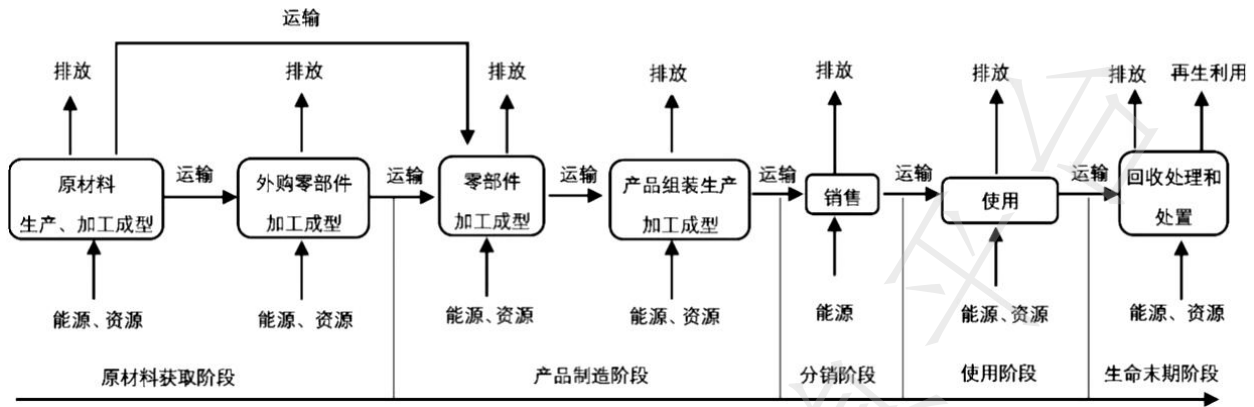 运输
排放
排放
排放
排放
排放
排放
排放
再生利用
原材料
生产、加工成型
运输
外购零部件
加工成型
运输
零部件
加工成型
运输
产品组装生产
加工成型
运输
销售
运输
使用
运输
回收处理和
处置
能源、资源
能源、资源
能源、资源
能源、资源
能源
能源、资源
能源、资源
原材料获取阶段
产品制造阶段
分销阶段
使用阶段
生命末期阶段